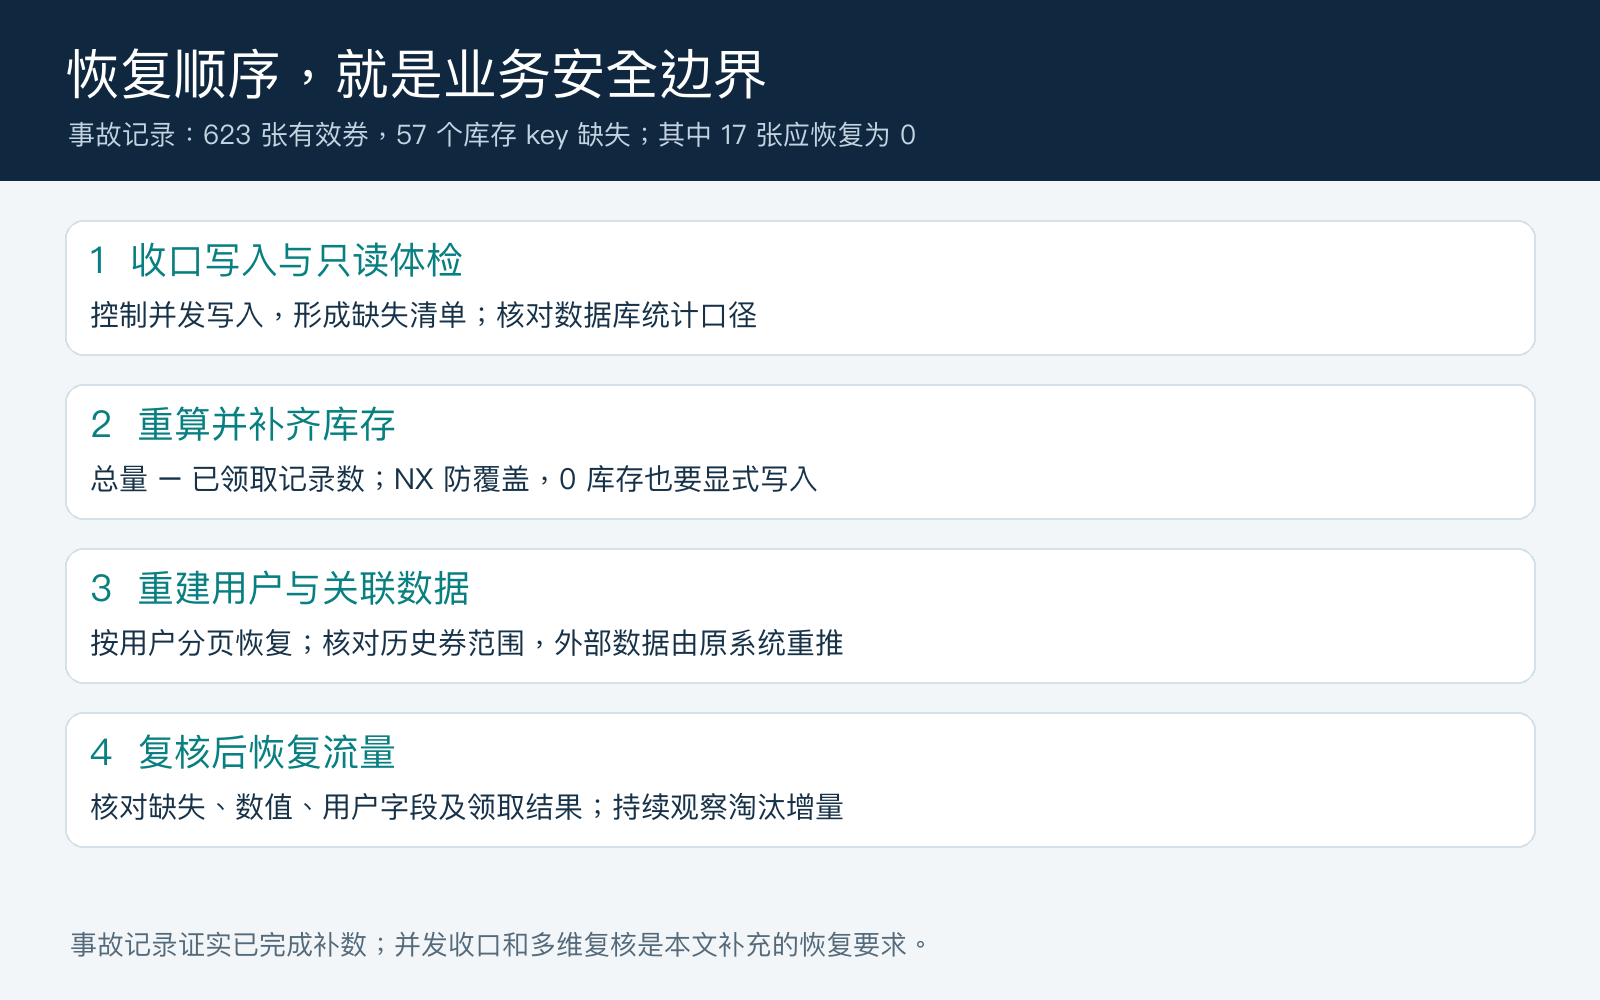 恢复顺序，就是业务安全边界
事故记录：623 张有效券，57 个库存 key 缺失；其中 17 张应恢复为 0
1 收口写入与只读体检
控制并发写入，形成缺失清单；核对数据库统计口径
2 重算并补齐库存
总量 − 已领取记录数；NX 防覆盖，0 库存也要显式写入
3 重建用户与关联数据
按用户分页恢复；核对历史券范围，外部数据由原系统重推
4 复核后恢复流量
核对缺失、数值、用户字段及领取结果；持续观察淘汰增量
事故记录证实已完成补数；并发收口和多维复核是本文补充的恢复要求。